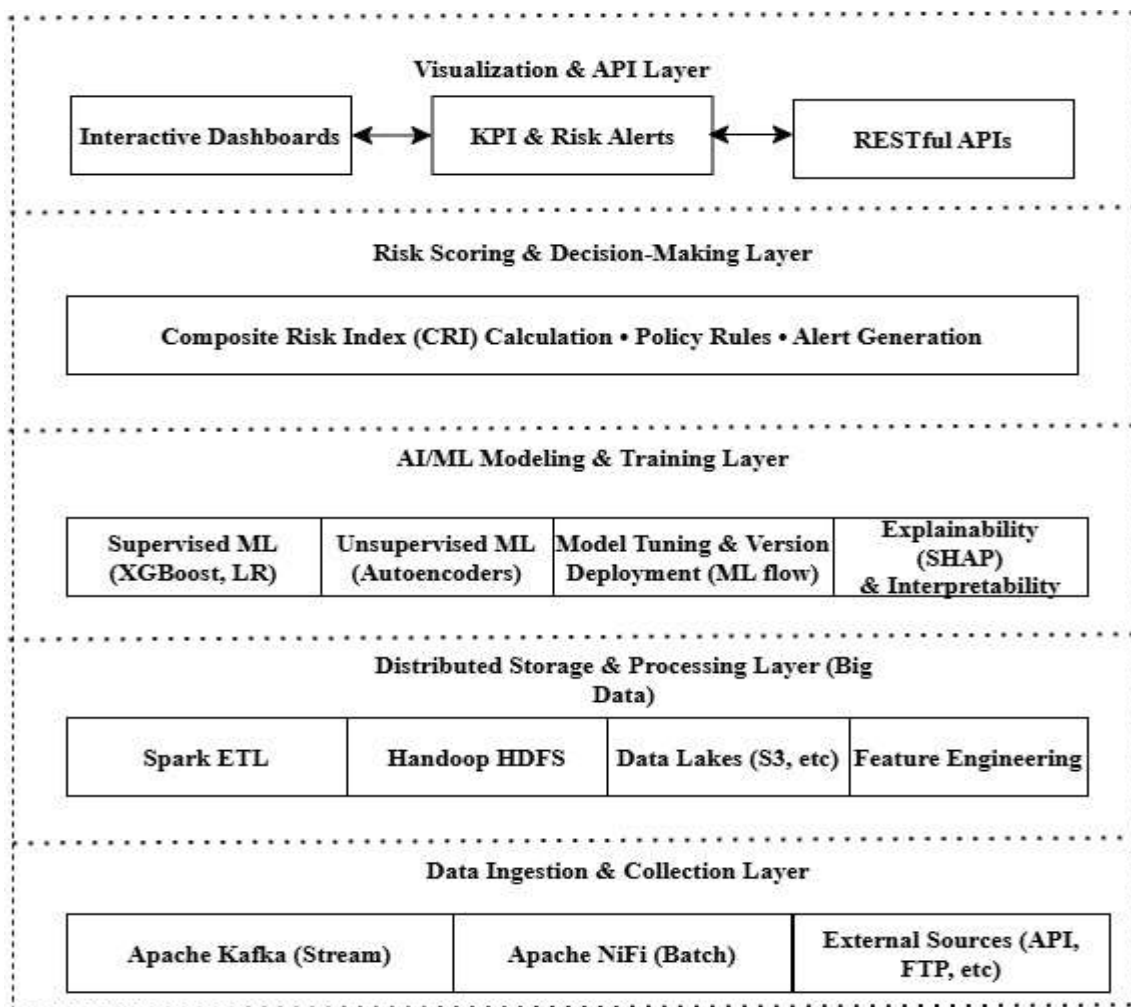 Visualization & API Layer
Interactive Dashboards
KPI & Risk Alerts
RESTful APIs
Risk Scoring & Decision-Making Layer
Composite Risk Index (CRI) Calculation • Policy Rules • Alert Generation
AI/ML Modeling & Training Layer
Supervised ML
(XGBoost, LR)
Unsupervised ML
(Autoencoders)
Model Tuning & Version
Deployment (ML flow)
Explainability
(SHAP)
& Interpretability
Distributed Storage & Processing Layer (Big
Data)
Spark ETL
Handoop HDFS
Data Lakes (S3, etc)
Feature Engineering
Data Ingestion & Collection Layer
Apache Kafka (Stream)
Apache NiFi (Batch)
External Sources (API,
FTP, etc)